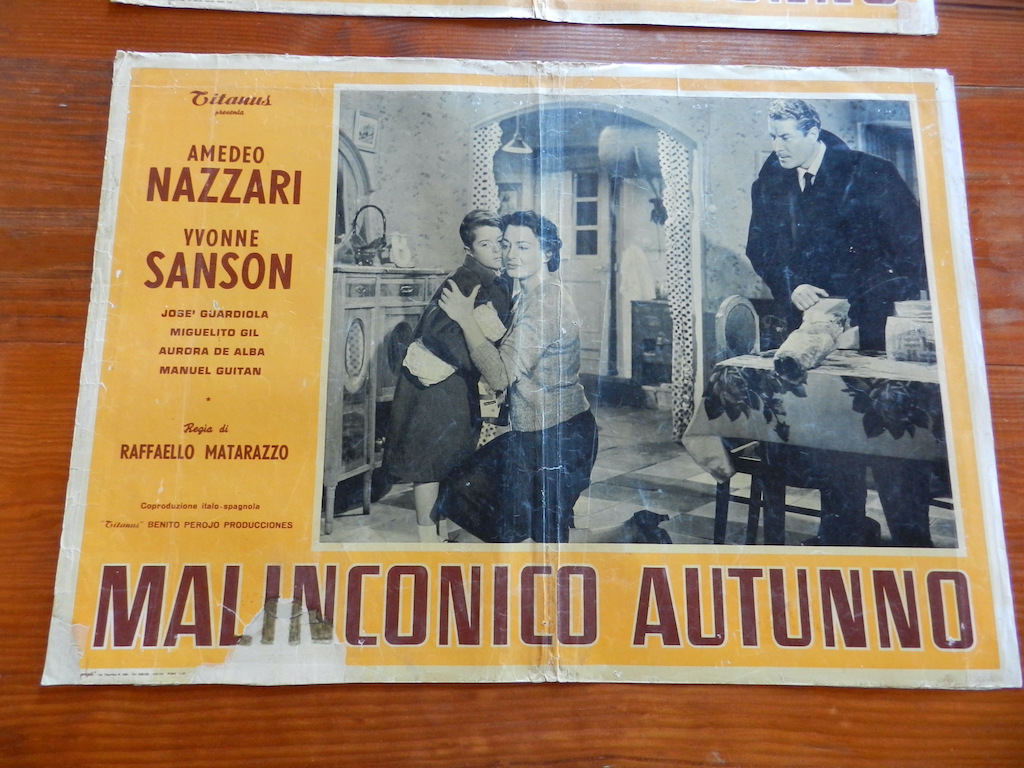 Titanus
presenta
AMEDEO
NAZZARI
YVONNE
SANSON
JOSE' GUARDIOLA
MIGUELITO GIL
AURORA DE ALBA
MANUEL GUITAN
*
Regia di
RAFFAELLO MATARAZZO
Coproduzione italo-spagnola
"Titanus" BENITO PEROJO PRODUCCIONES
MALINCONICO AUTUNNO